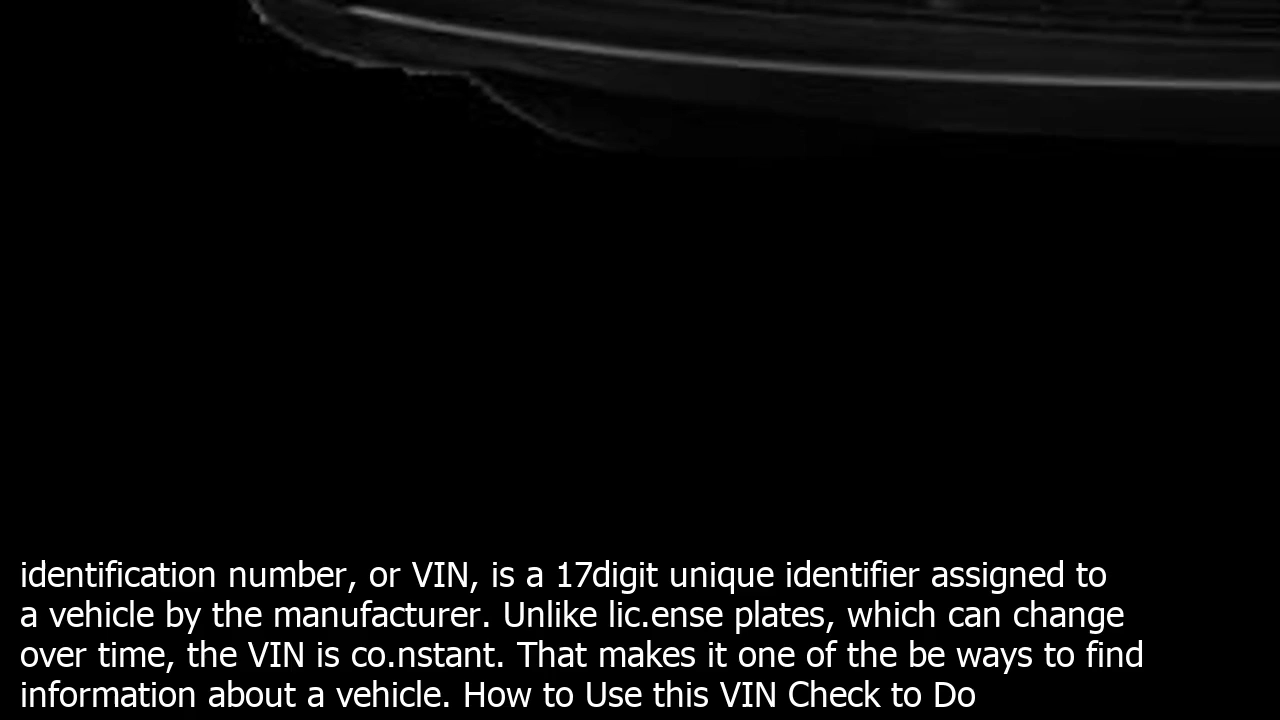 identification number, or VIN, is a 17digit unique identifier assigned to
a vehicle by the manufacturer. Unlike lic.ense plates, which can change
over time, the VIN is co.nstant. That makes it one of the be ways to find
information about a vehicle. How to Use this VIN Check to Do